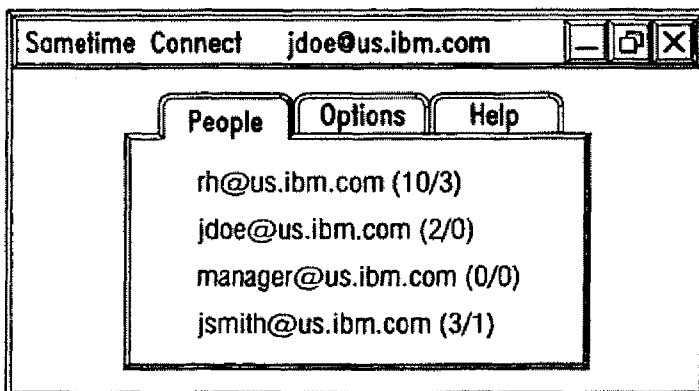 Sametime Connect jdoe@us.ibm.com
People Options Help
rh@us.ibm.com (10/3)
jdoe@us.ibm.com (2/0)
manager@us.ibm.com (0/0)
jsmith@us.ibm.com (3/1)